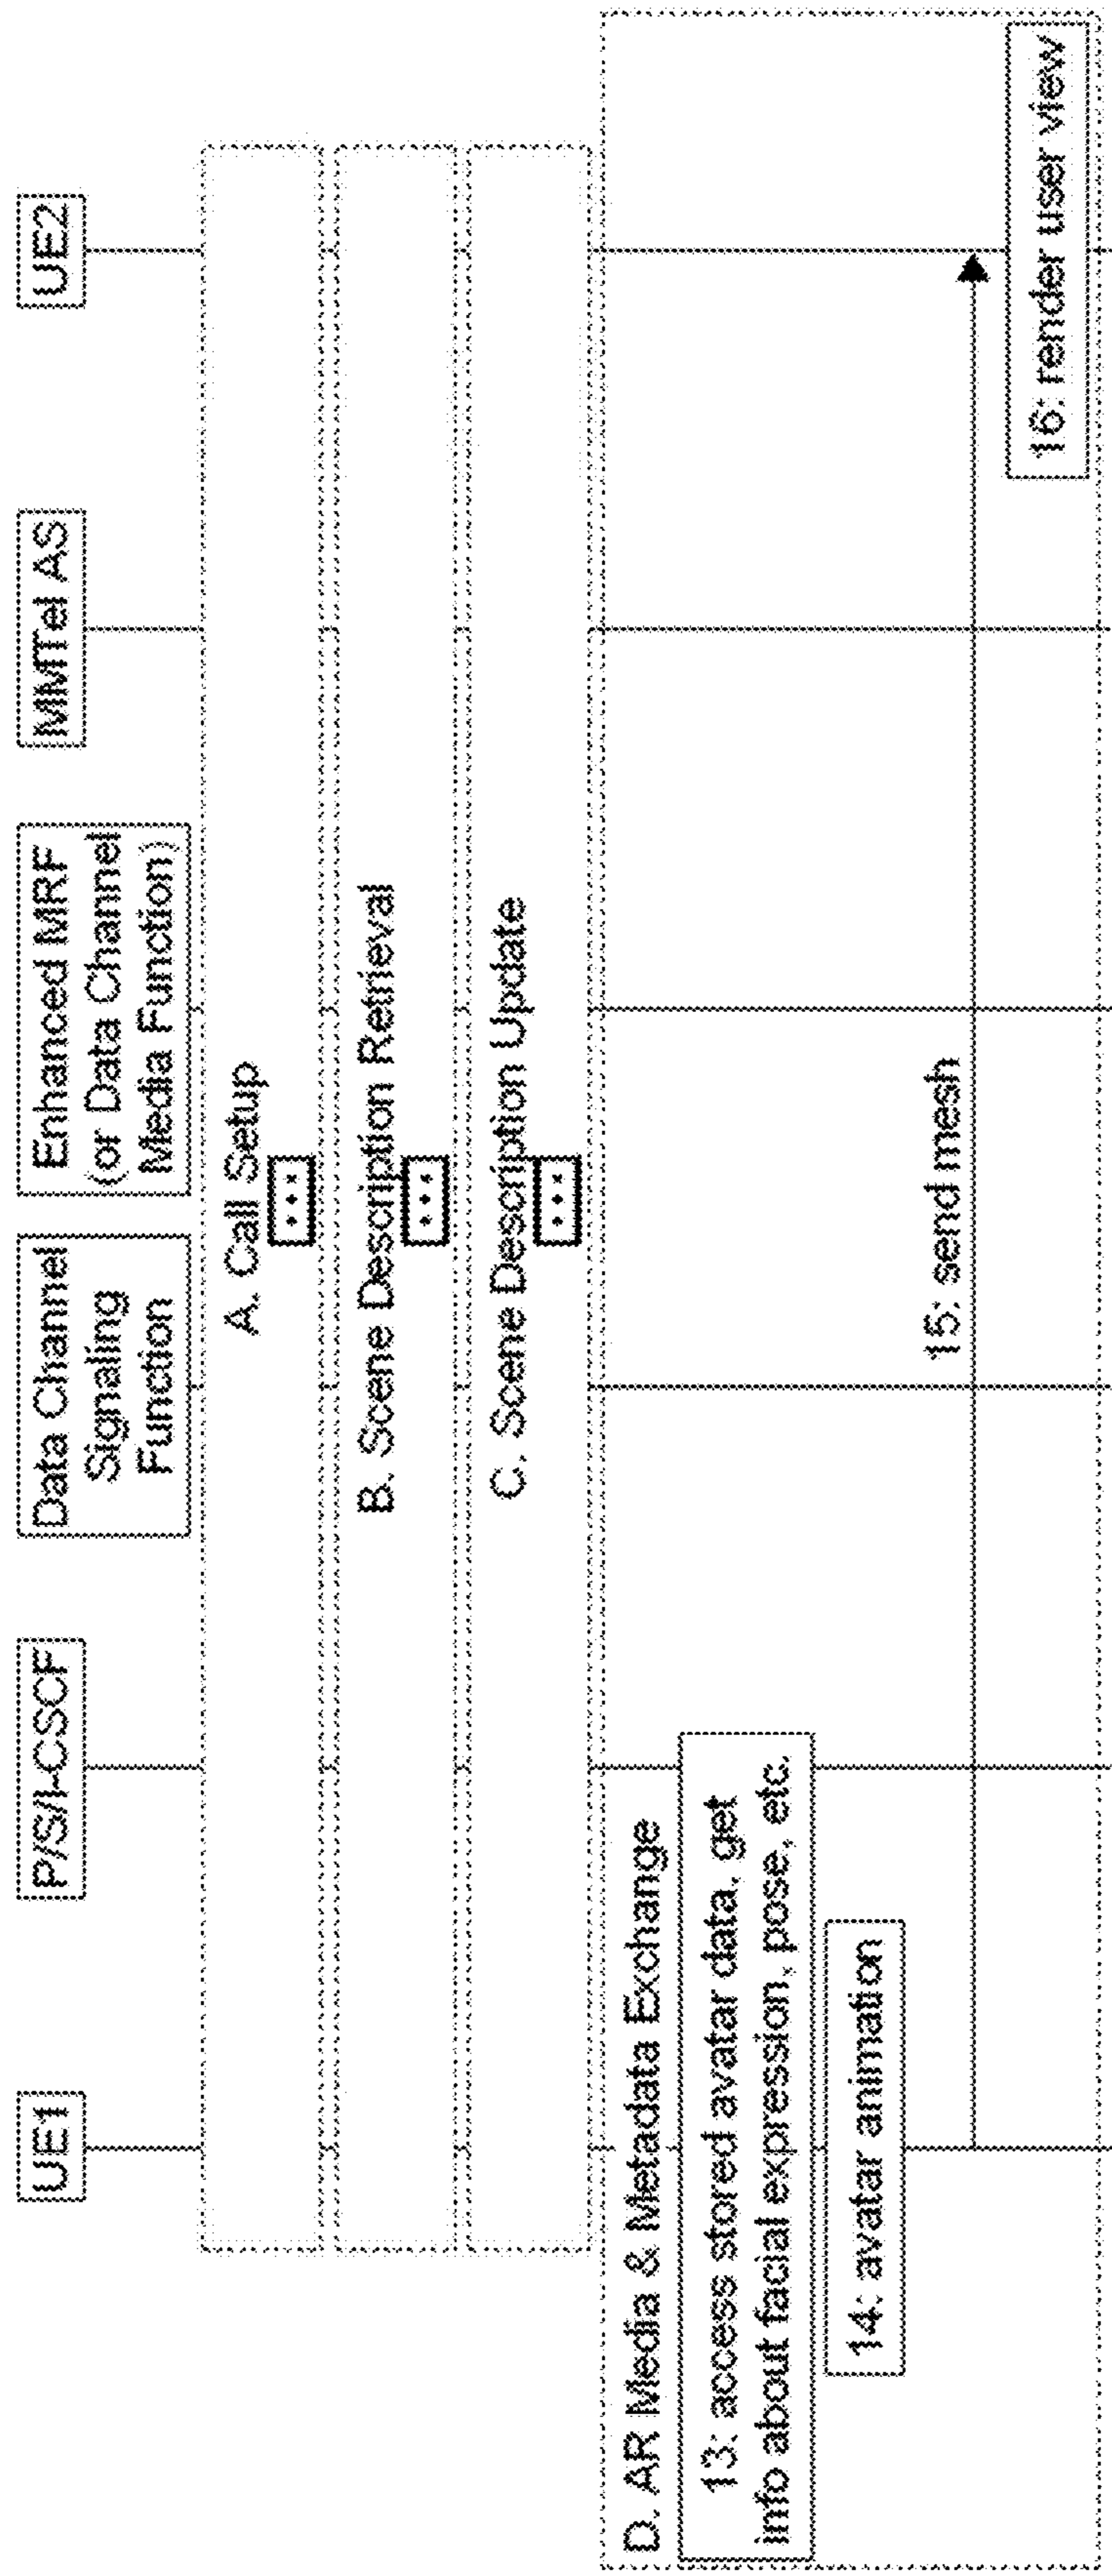 UE1
P/S/I-CSCF
Data Channel
Signaling
Function
Enhanced MRF
(or Data Channel
Media Function)
MMTel AS
UE2
A. Call Setup
...
B. Scene Description Retrieval
...
C. Scene Description Update
...
D. AR Media & Metadata Exchange
13: access stored avatar data, get
info about facial expression, pose, etc.
14: avatar animation
15: send mesh
16: render user view